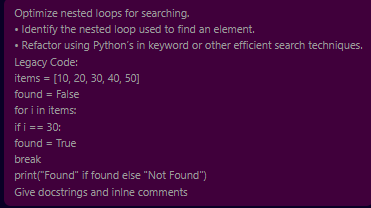 Optimize nested loops for searching.
• Identify the nested loop used to find an element.
• Refactor using Python's in keyword or other efficient search techniques.
Legacy Code:
items = [10, 20, 30, 40, 50]
found = False
for i in items:
if i == 30:
found = True
break
print("Found" if found else "Not Found")
Give docstrings and inlne comments